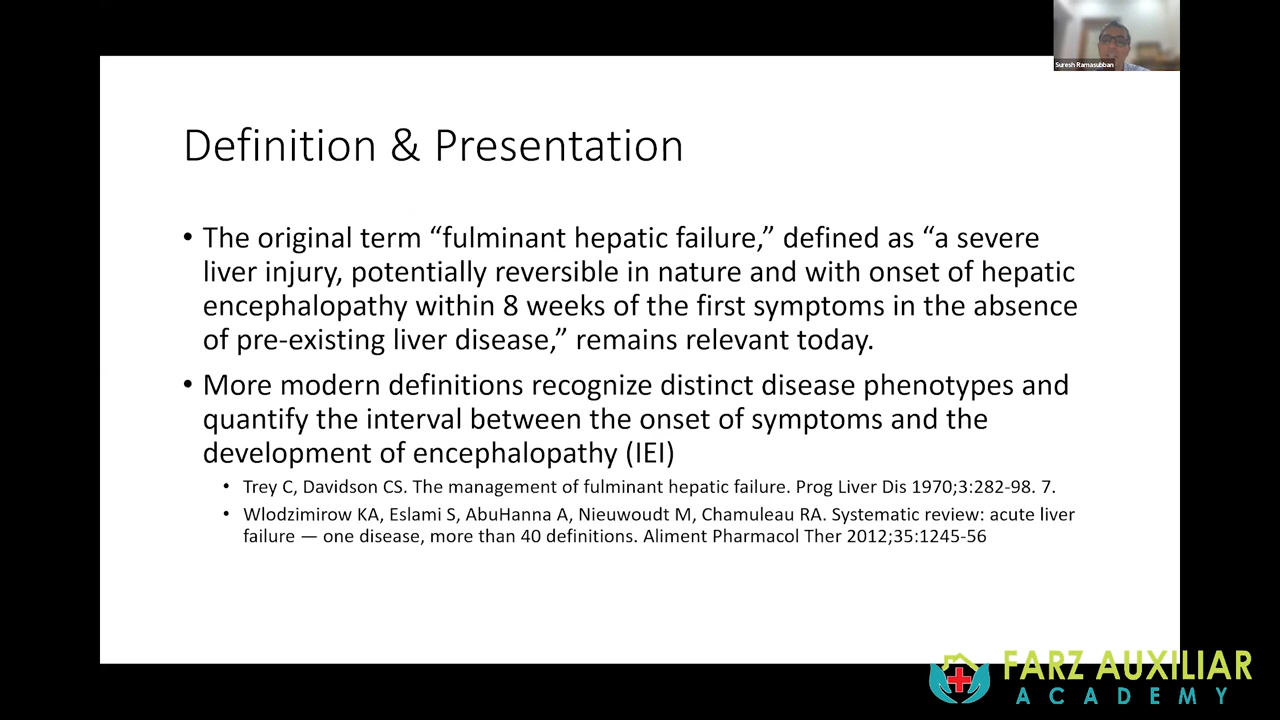 Suresh Ramasubban
Definition & Presentation
• The original term “fulminant hepatic failure,” defined as “a severe
liver injury, potentially reversible in nature and with onset of hepatic
encephalopathy within 8 weeks of the first symptoms in the absence
of pre-existing liver disease,” remains relevant today.
• More modern definitions recognize distinct disease phenotypes and
quantify the interval between the onset of symptoms and the
development of encephalopathy (IEI)
• Trey C, Davidson CS. The management of fulminant hepatic failure. Prog Liver Dis 1970;3:282-98. 7.
• Wlodzimirow KA, Eslami S, AbuHanna A, Nieuwoudt M, Chamuleau RA. Systematic review: acute liver
failure — one disease, more than 40 definitions. Aliment Pharmacol Ther 2012;35:1245-56
FARZ AUXILIAR
ACADEMY